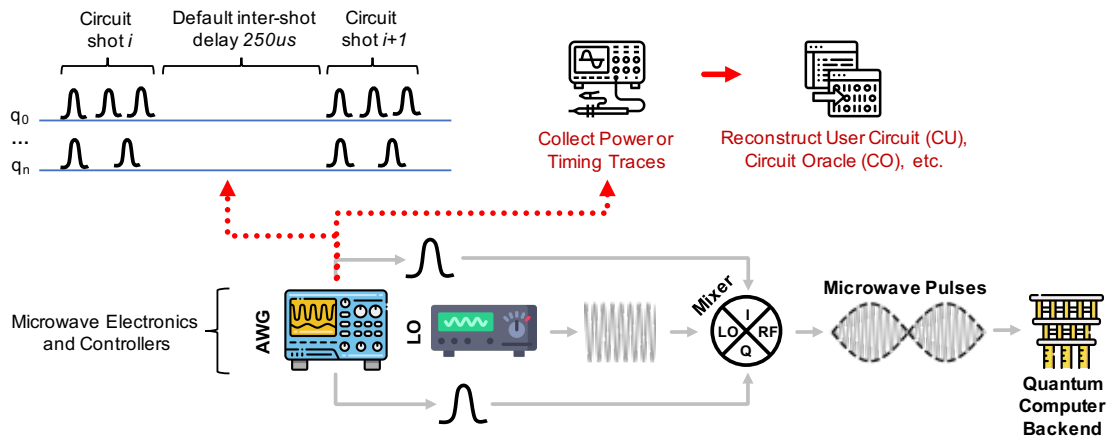 Circuit
shot i
Default inter-shot
delay 250us
Circuit
shot i+1
q0
...
qn
Collect Power or
Timing Traces
Reconstruct User Circuit (CU),
Circuit Oracle (CO), etc.
Microwave Electronics
and Controllers
AWG
LO
Mixer
I
LO
RF
Q
Microwave Pulses
Quantum
Computer
Backend